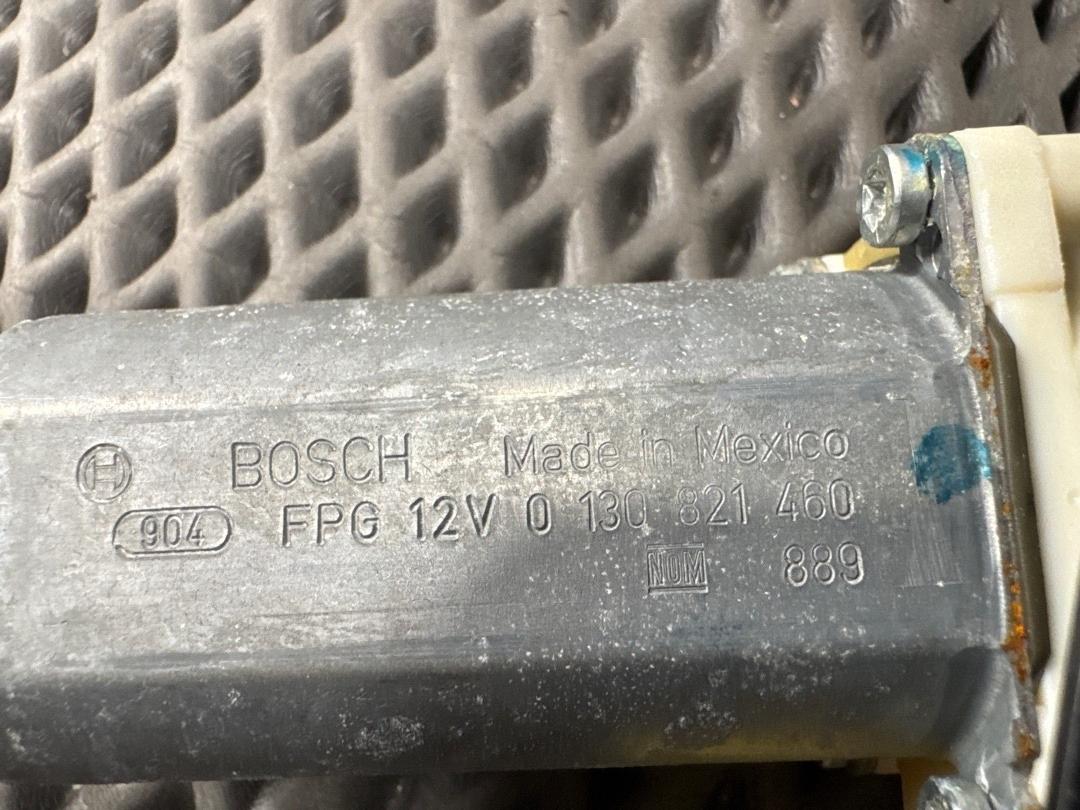 BOSCH Made in Mexico
904 FPG 12V 0 130 821 460
NOM 889